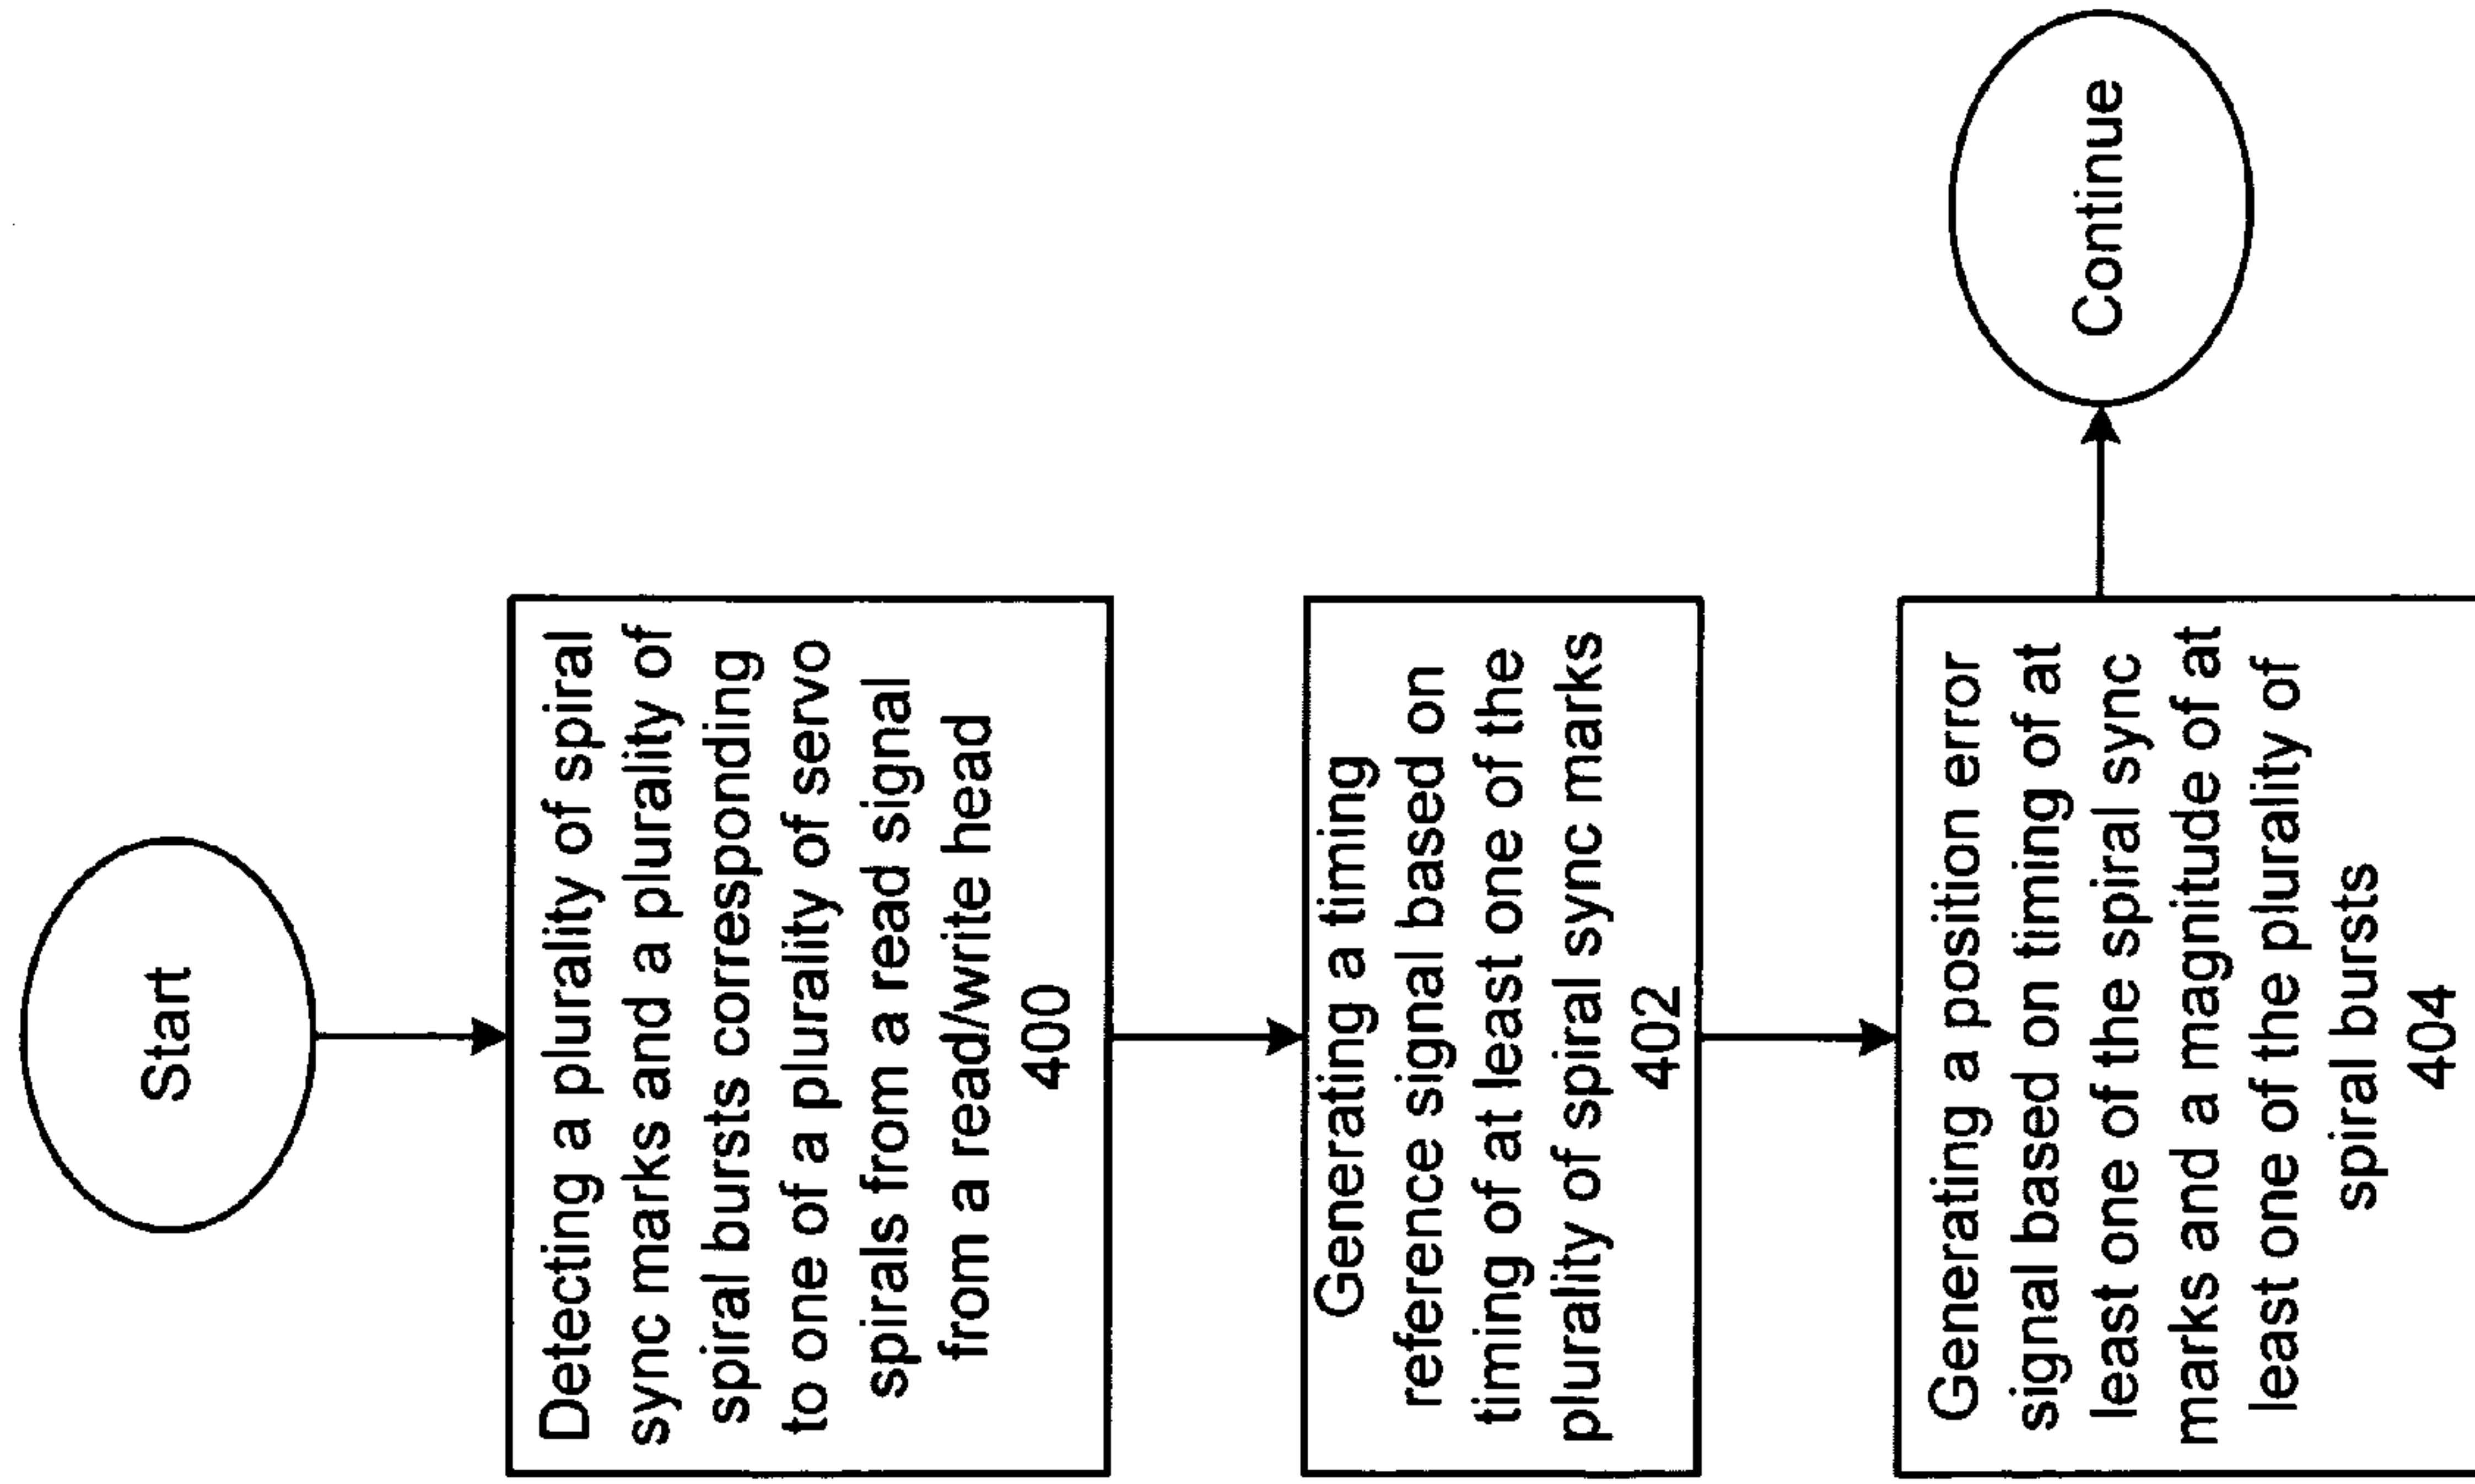 Start
Detecting a plurality of spiral
sync marks and a plurality of
spiral bursts corresponding
to one of a plurality of servo
spirals from a read signal
from a read/write head
400
Generating a timing
reference signal based on
timing of at least one of the
plurality of spiral sync marks
402
Generating a position error
signal based on timing of at
least one of the spiral sync
marks and a magnitude of at
least one of the plurality of
spiral bursts
404
Continue